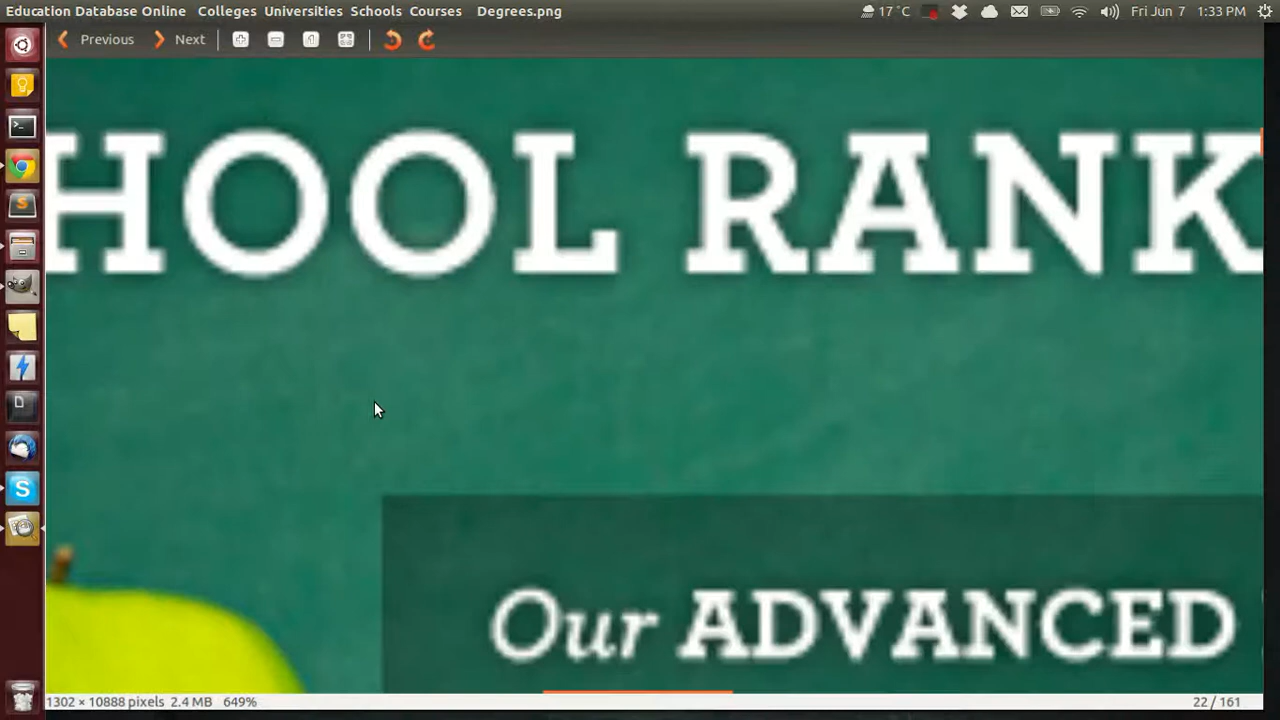 Education Database Online Colleges Universities Schools Courses Degrees.png 17°C Fri Jun 7 1:33 PM
Previous Next
HOOL RANK
Our ADVANCED
1302 × 10888 pixels 2.4 MB 649% 22 / 161